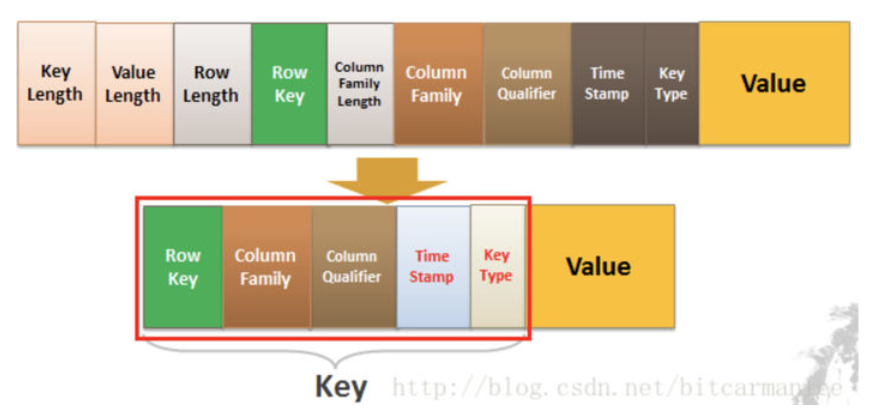 Key Length
Value Length
Row Length
Row Key
Column Family Length
Column Family
Column Qualifier
Time Stamp
Key Type
Value
Row Key
Column Family
Column Qualifier
Time Stamp
Key Type
Value
Key
http://blog.csdn.net/bitcarmanlee